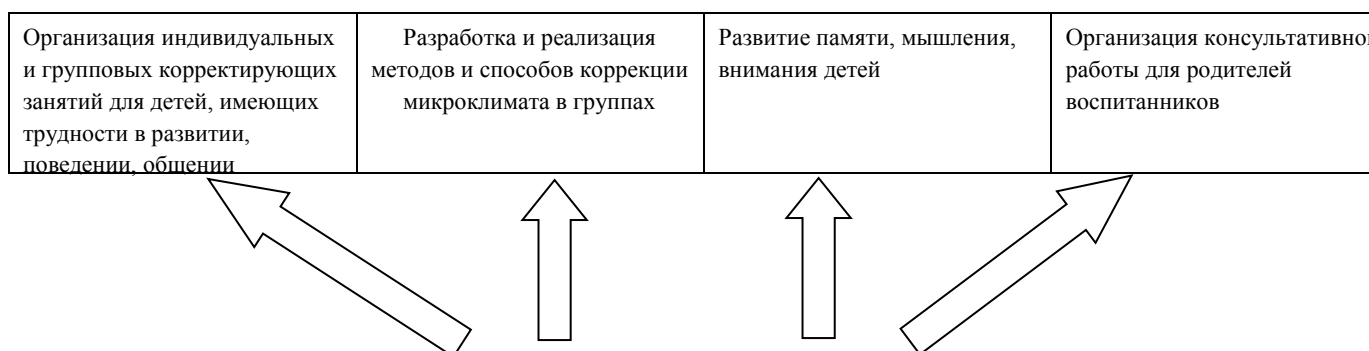 Организация индивидуальных
и групповых корректирующих
занятий для детей, имеющих
трудности в развитии,
поведении, общении
Разработка и реализация
методов и способов коррекции
микроклимата в группах
Развитие памяти, мышления,
внимания детей
Организация
работы для родителей
воспитанников